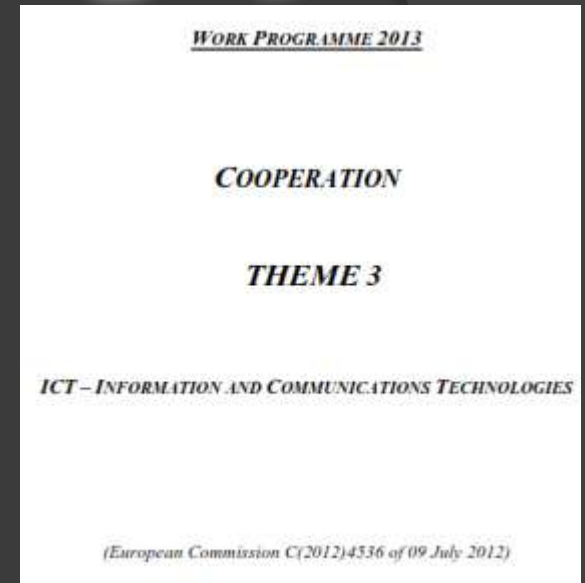 WORK PROGRAMME 2013
COOPERATION
THEME 3
ICT – INFORMATION AND COMMUNICATIONS TECHNOLOGIES
(European Commission C(2012)4536 of 09 July 2012)